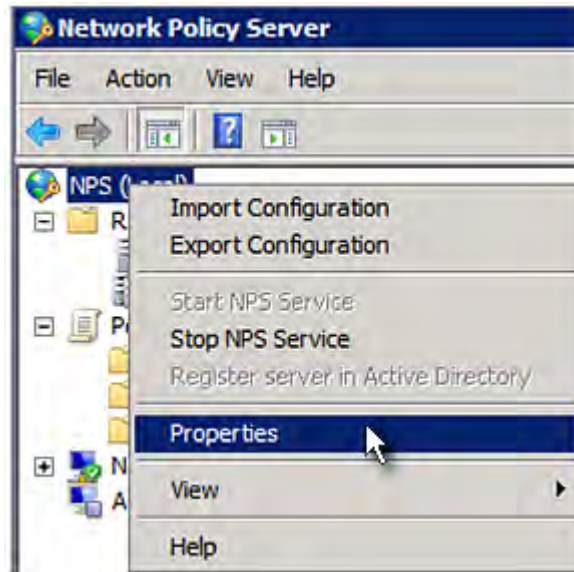 Network Policy Server
File Action View Help
NPS (Local)
Import Configuration
R
Export Configuration
Start NPS Service
P
Stop NPS Service
Register server in Active Directory
Properties
N
View
A
Help